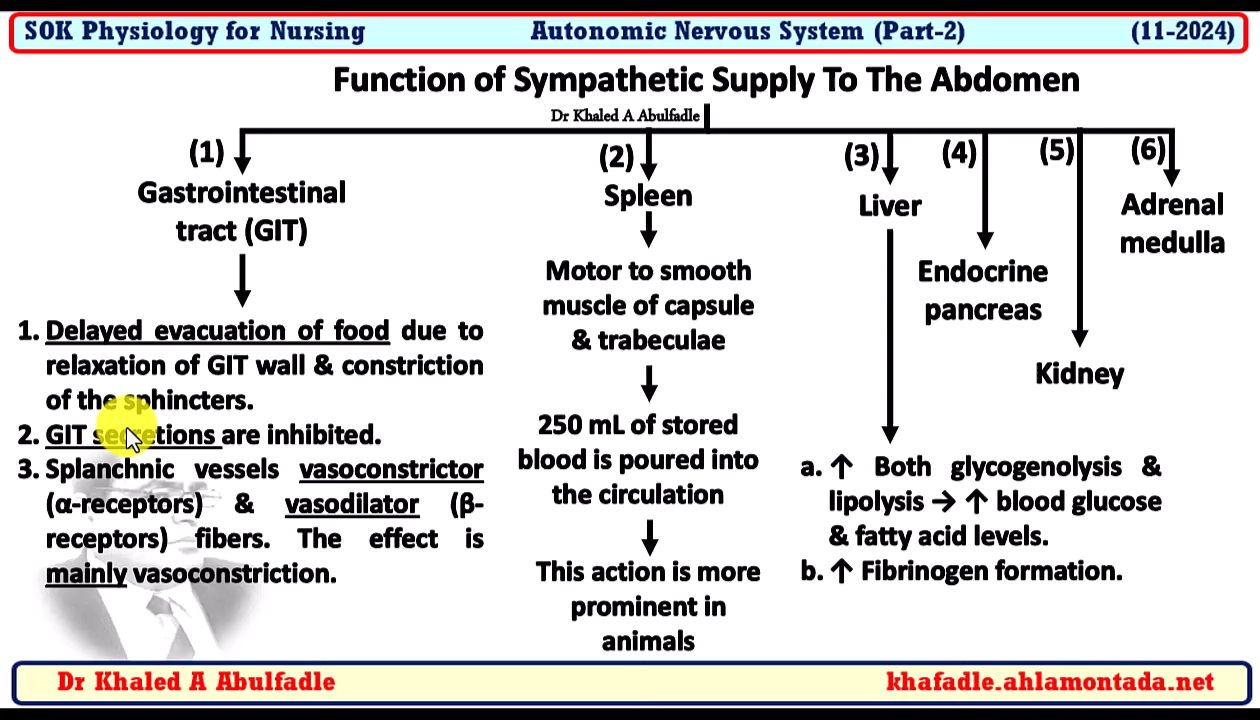 SOK Physiology for Nursing Autonomic Nervous System (Part-2) (11-2024)
Function of Sympathetic Supply To The Abdomen
Dr Khaled A Abulfadle
(1)
Gastrointestinal
tract (GIT)
1. Delayed evacuation of food due to
relaxation of GIT wall & constriction
of the sphincters.
2. GIT secretions are inhibited.
3. Splanchnic vessels vasoconstrictor
(α-receptors) & vasodilator (β-
receptors) fibers. The effect is
mainly vasoconstriction.
(2)
Spleen
Motor to smooth
muscle of capsule
& trabeculae
250 mL of stored
blood is poured into
the circulation
This action is more
prominent in
animals
(3)
Liver
a. ↑ Both glycogenolysis &
lipolysis → ↑ blood glucose
& fatty acid levels.
b. ↑ Fibrinogen formation.
(4)
Endocrine
pancreas
(5)
Kidney
(6)
Adrenal
medulla
Dr Khaled A Abulfadle khafadle.ahlamontada.net